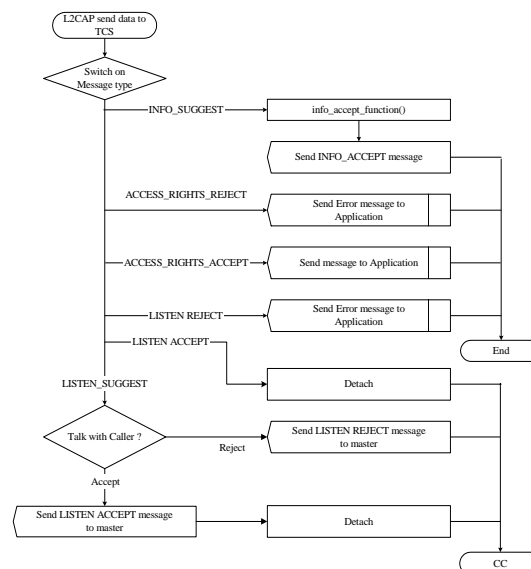 L2CAP send data to
TCS
Switch on
Message type
INFO_SUGGEST
info_accept_function()
Send INFO_ACCEPT message
ACCESS_RIGHTS_REJECT
Send Error message to
Application
ACCESS_RIGHTS_ACCEPT
Send message to Application
LISTEN REJECT
Send Error message to
Application
End
LISTEN ACCEPT
LISTEN_SUGGEST
Detach
Talk with Caller ?
Reject
Send LISTEN REJECT message
to master
Accept
Send LISTEN ACCEPT message
to master
Detach
CC